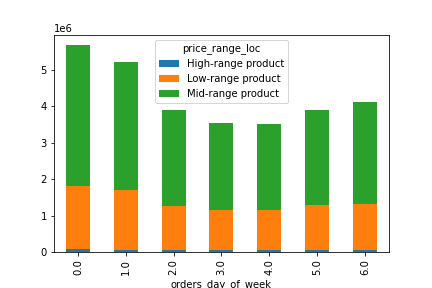 1e6
price_range_loc
High-range product
Low-range product
Mid-range product
5
4
3
2
1
0
0.0 1.0 2.0 3.0 4.0 5.0 6.0
orders_day_of_week